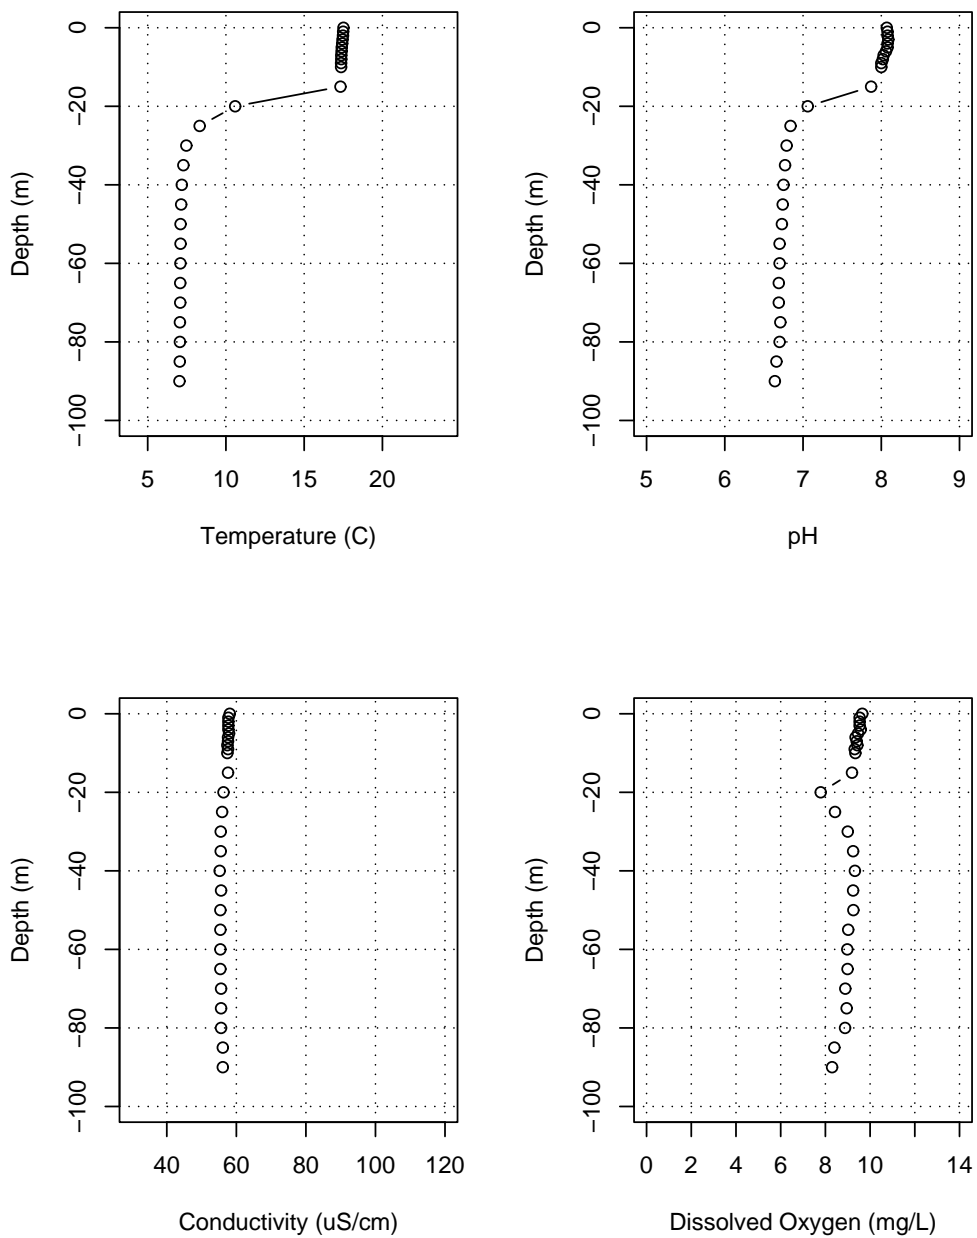 0
−20
−40
−60
−80
−100
Depth (m)
5 10 15 20
Temperature (C)
0
−20
−40
−60
−80
−100
Depth (m)
5 6 7 8 9
pH
0
−20
−40
−60
−80
−100
Depth (m)
40 60 80 100 120
Conductivity (uS/cm)
0
−20
−40
−60
−80
−100
Depth (m)
0 2 4 6 8 10 14
Dissolved Oxygen (mg/L)